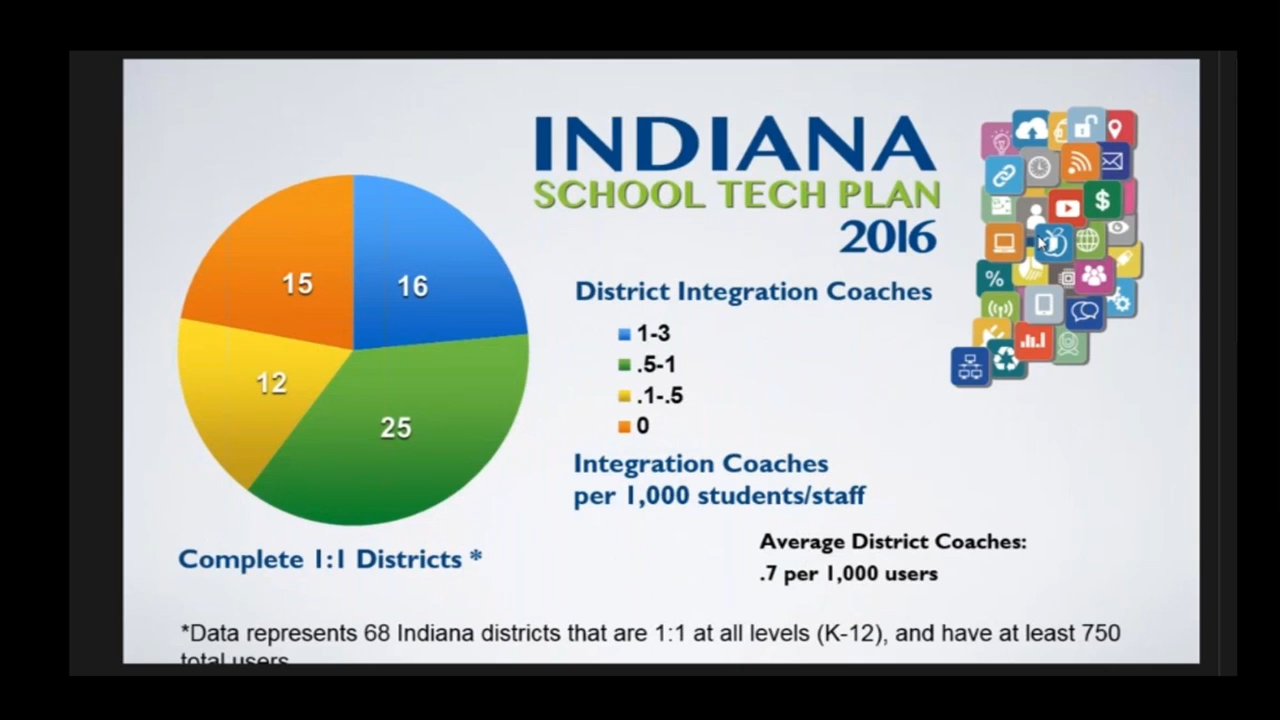 INDIANA
SCHOOL TECH PLAN
2016
15
16
12
25
District Integration Coaches
1-3
.5-1
.1-.5
0
Integration Coaches
per 1,000 students/staff
Complete 1:1 Districts *
Average District Coaches:
.7 per 1,000 users
*Data represents 68 Indiana districts that are 1:1 at all levels (K-12), and have at least 750
total users
$
%